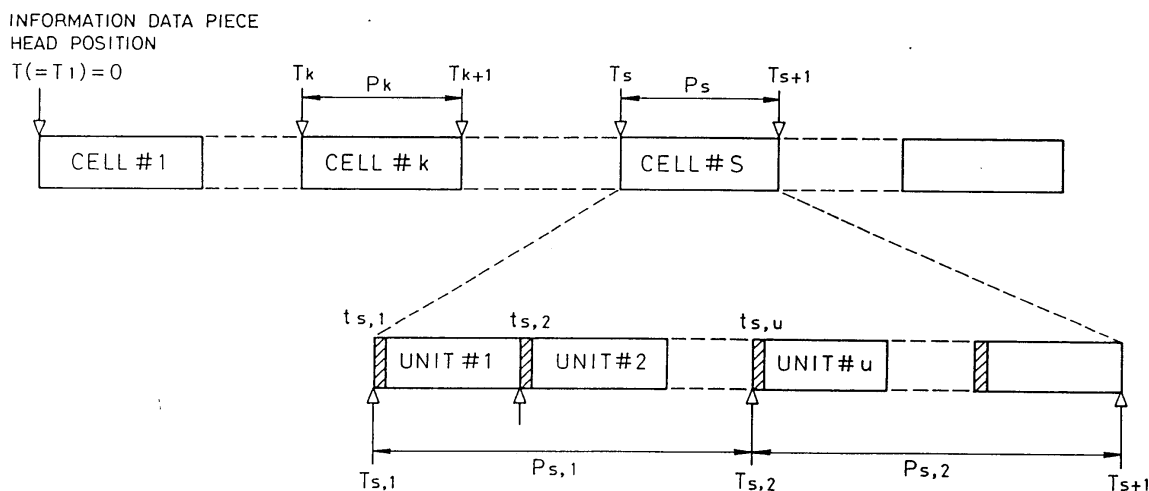 INFORMATION DATA PIECE
HEAD POSITION
T(=T1)=0
Tk
Pk
Tk+1
Ts
Ps
Ts+1
CELL #1
CELL # k
CELL #S
ts,1
ts,2
ts,u
UNIT #1
UNIT#2
UNIT#u
Ps,1
Ps,2
Ts,1
Ts,2
Ts+1